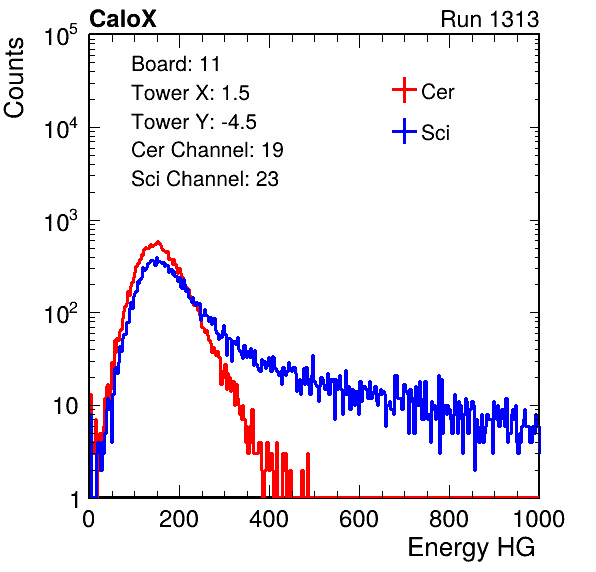 CaloX Run 1313
Counts
10^5
10^4
10^3
10^2
10
1
Board: 11
Tower X: 1.5
Tower Y: -4.5
Cer Channel: 19
Sci Channel: 23
Cer
Sci
0 200 400 600 800 1000
Energy HG